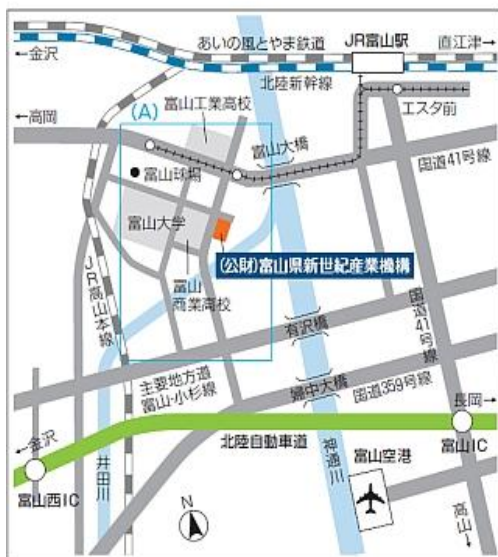 ←金沢
あいの風とやま鉄道
JR富山駅
直江津→
北陸新幹線
←高岡
(A)
富山工業高校
エスタ前
富山大橋
国道41号線
富山球場
富山大学
(公財)富山県新世紀産業機構
富山
商業高校
JR高山本線
有沢橋
国道41号線
主要地方道
富山・小杉線
婦中大橋
国道359号線
長岡→
←金沢
北陸自動車道
富山IC
富山西IC
井田川
神通川
富山空港
N
高山→